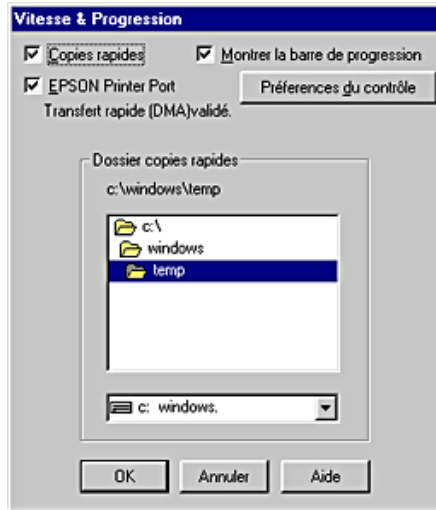 Vitesse & Progression
Copies rapides
Montrer la barre de progression
EPSON Printer Port
Préferences du contrôle
Transfert rapide (DMA)validé.
Dossier copies rapides
c:\windows\temp
c:\
windows
temp
c: windows.
OK
Annuler
Aide